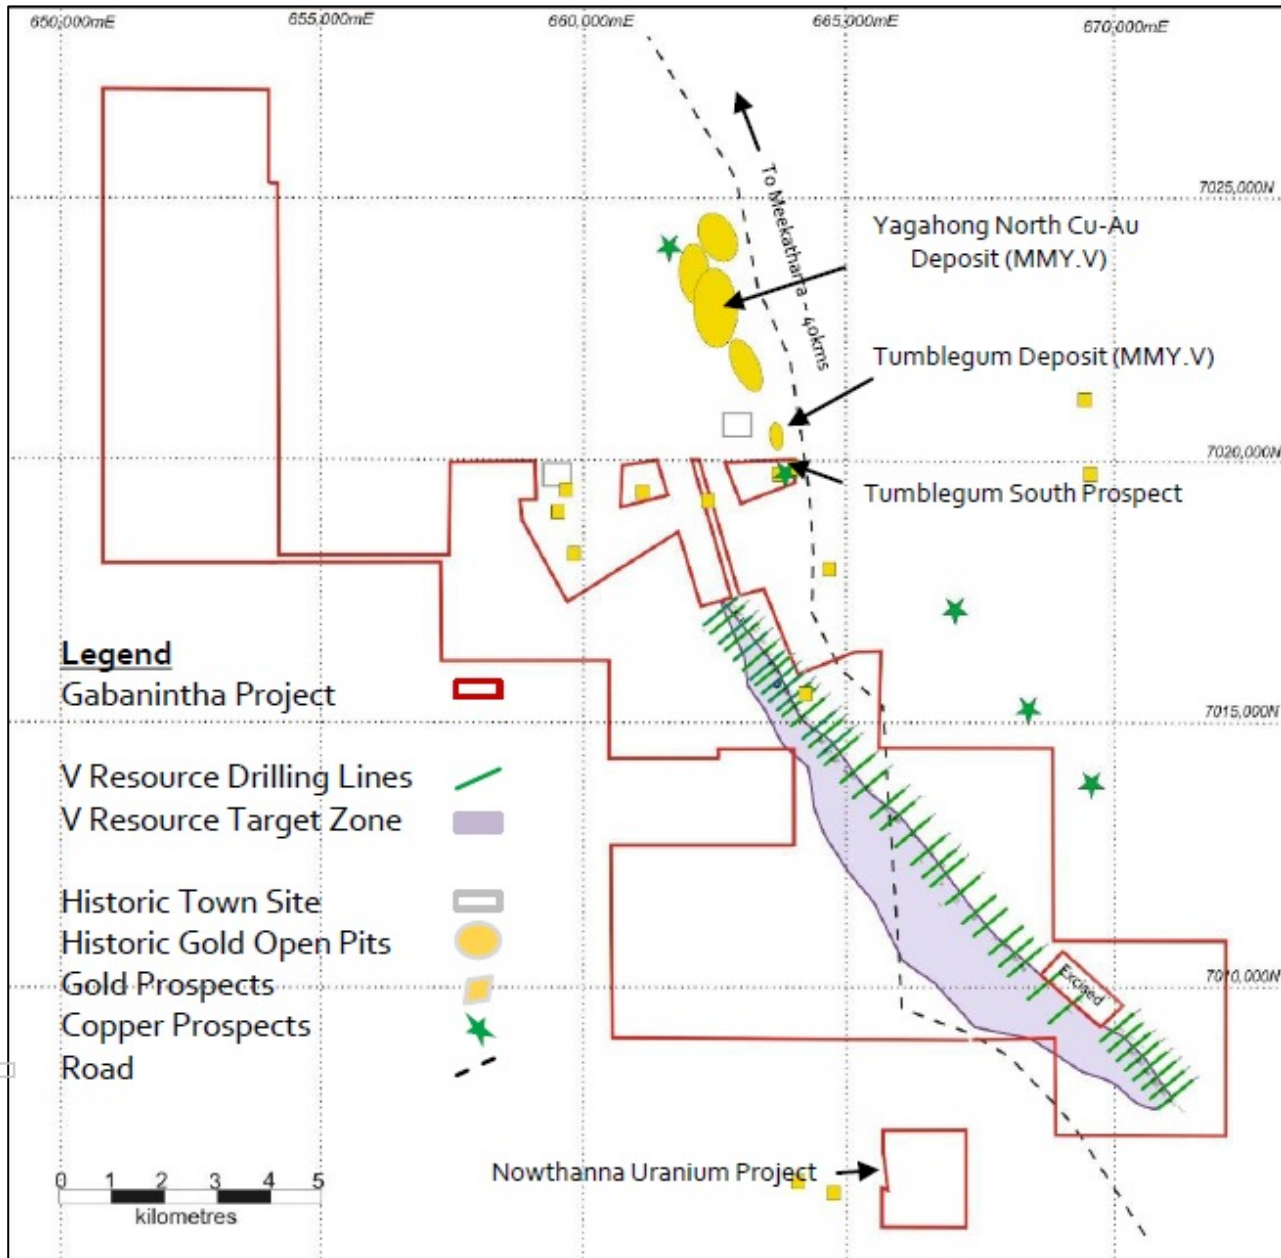 650,000mE
655,000mE
660,000mE
665,000mE
670,000mE
7025,000N
To Meekatharra - 40kms
Yagahong North Cu-Au
Deposit (MMY.V)
Tumblegum Deposit (MMY.V)
7020,000N
Tumblegum South Prospect
Legend
Gabanintha Project
7015,000N
V Resource Drilling Lines
V Resource Target Zone
Historic Town Site
Historic Gold Open Pits
Gold Prospects
Copper Prospects
Road
Excised
7010,000N
Nowthanna Uranium Project
0 1 2 3 4 5
kilometres